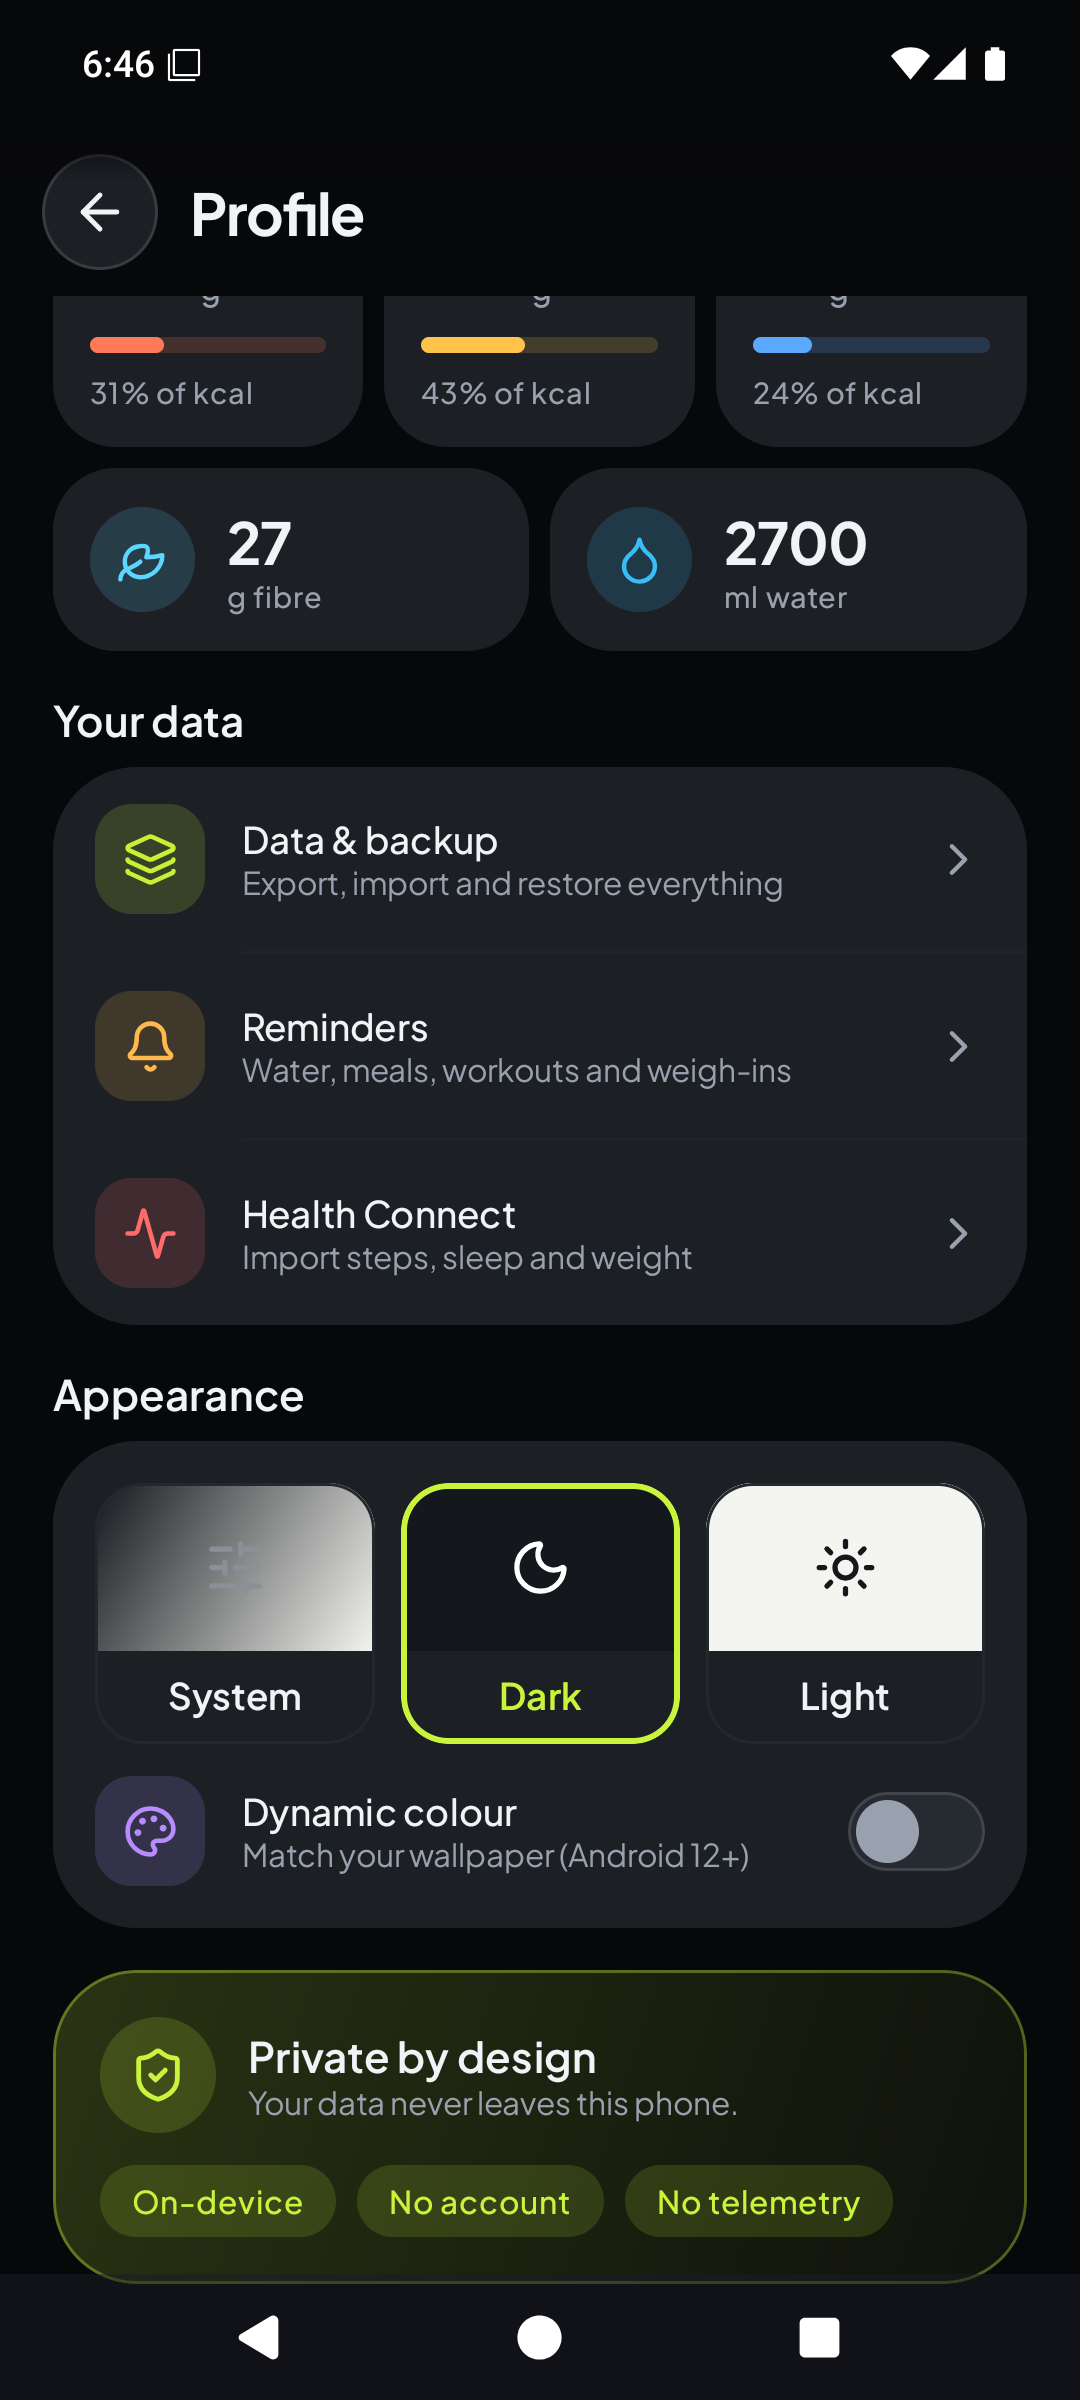 6:46
Profile
g g g
31% of kcal 43% of kcal 24% of kcal
27
g fibre
2700
ml water
Your data
Data & backup
Export, import and restore everything
Reminders
Water, meals, workouts and weigh-ins
Health Connect
Import steps, sleep and weight
Appearance
System Dark Light
Dynamic colour
Match your wallpaper (Android 12+)
Private by design
Your data never leaves this phone.
On-device No account No telemetry